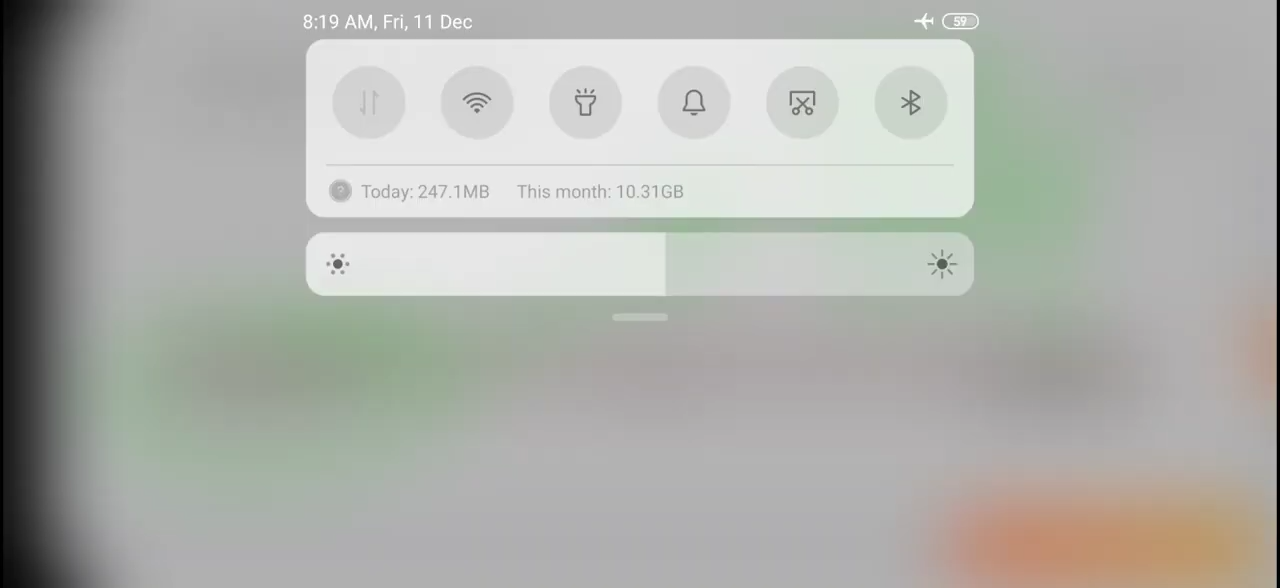 8:19 AM, Fri, 11 Dec 59
Today: 247.1MB This month: 10.31GB